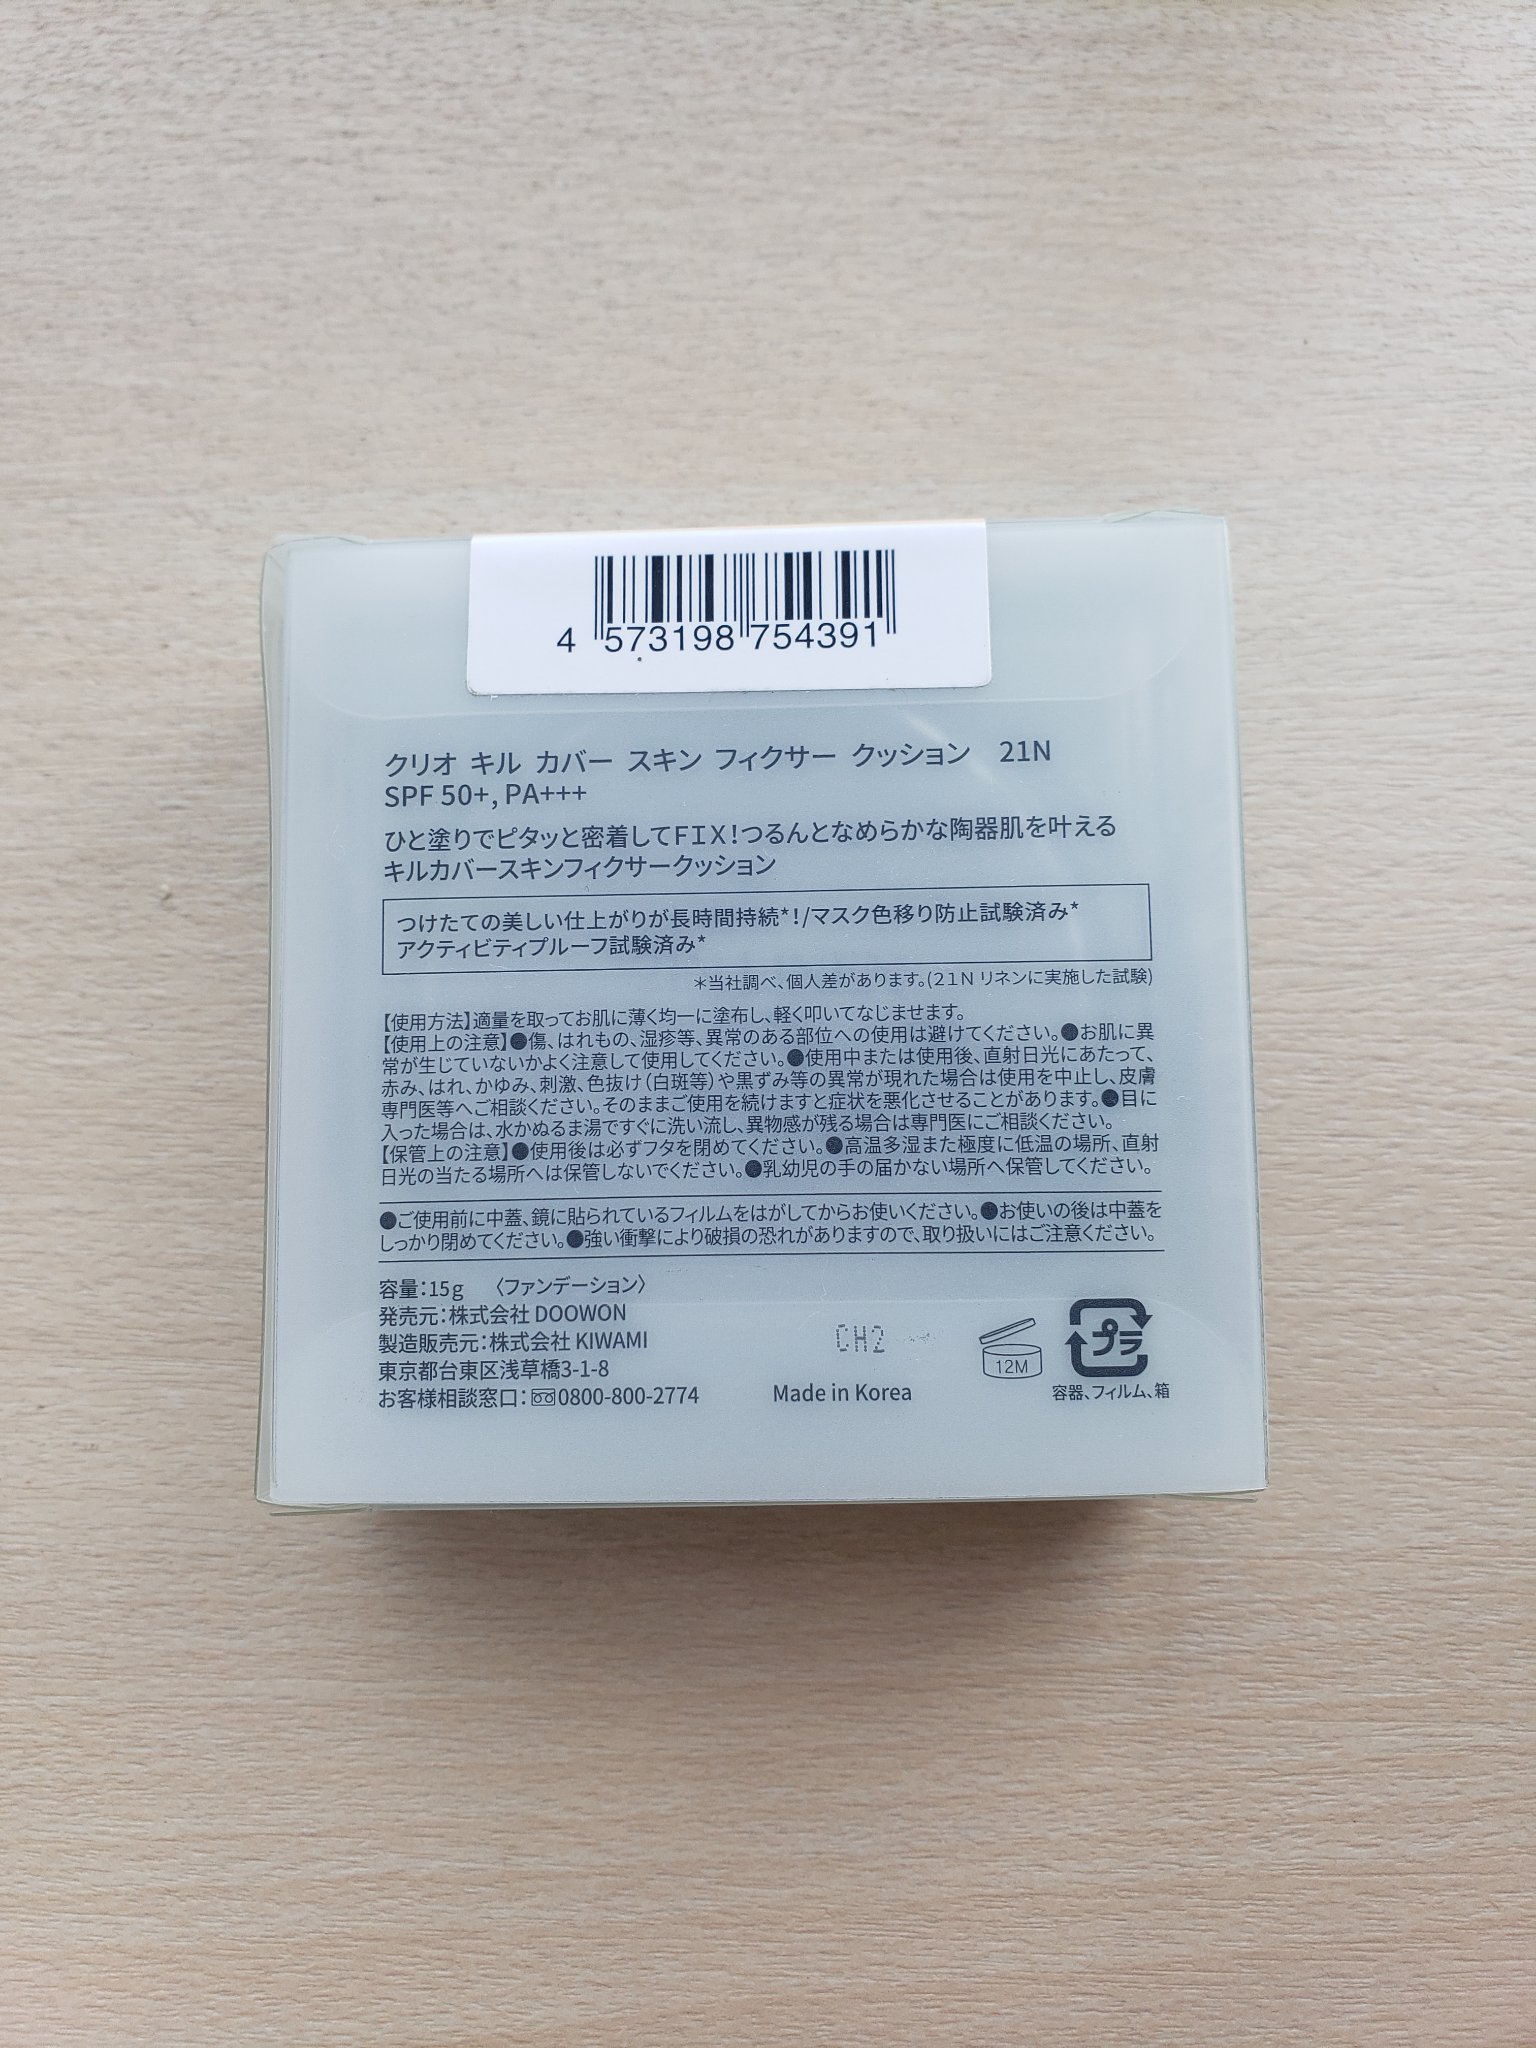 4 573198 754391
クリオ キル カバー スキン フィクサー クッション 21N
SPF 50+, PA+++
ひと塗りでピタッと密着してＦＩＸ！つるんとなめらかな陶器肌を叶える
キルカバースキンフィクサークッション
つけたての美しい仕上がりが長時間持続*！/マスク色移り防止試験済み*
アクティビティプルーフ試験済み*
＊当社調べ、個人差があります。(２１Ｎ リネンに実施した試験)
【使用方法】適量を取ってお肌に薄く均一に塗布し、軽く叩いてなじませます。
【使用上の注意】●傷、はれもの、湿疹等、異常のある部位への使用は避けてください。●お肌に異
常が生じていないかよく注意して使用してください。●使用中または使用後、直射日光にあたって、
赤み、はれ、かゆみ、刺激、色抜け（白斑等）や黒ずみ等の異常が現れた場合は使用を中止し、皮膚
専門医等へご相談ください。そのままご使用を続けますと症状を悪化させることがあります。●目に
入った場合は、水かぬるま湯ですぐに洗い流し、異物感が残る場合は専門医にご相談ください。
【保管上の注意】●使用後は必ずフタを閉めてください。●高温多湿また極度に低温の場所、直射
日光の当たる場所へは保管しないでください。●乳幼児の手の届かない場所へ保管してください。
●ご使用前に中蓋、鏡に貼られているフィルムをはがしてからお使いください。●お使いの後は中蓋を
しっかり閉めてください。●強い衝撃により破損の恐れがありますので、取り扱いにはご注意ください。
容量：15g 〈ファンデーション〉
発売元：株式会社 DOOWON
製造販売元：株式会社 KIWAMI
東京都台東区浅草橋3-1-8
お客様相談窓口：0800-800-2774
CH2
Made in Korea
12M
プラ
容器、フィルム、箱